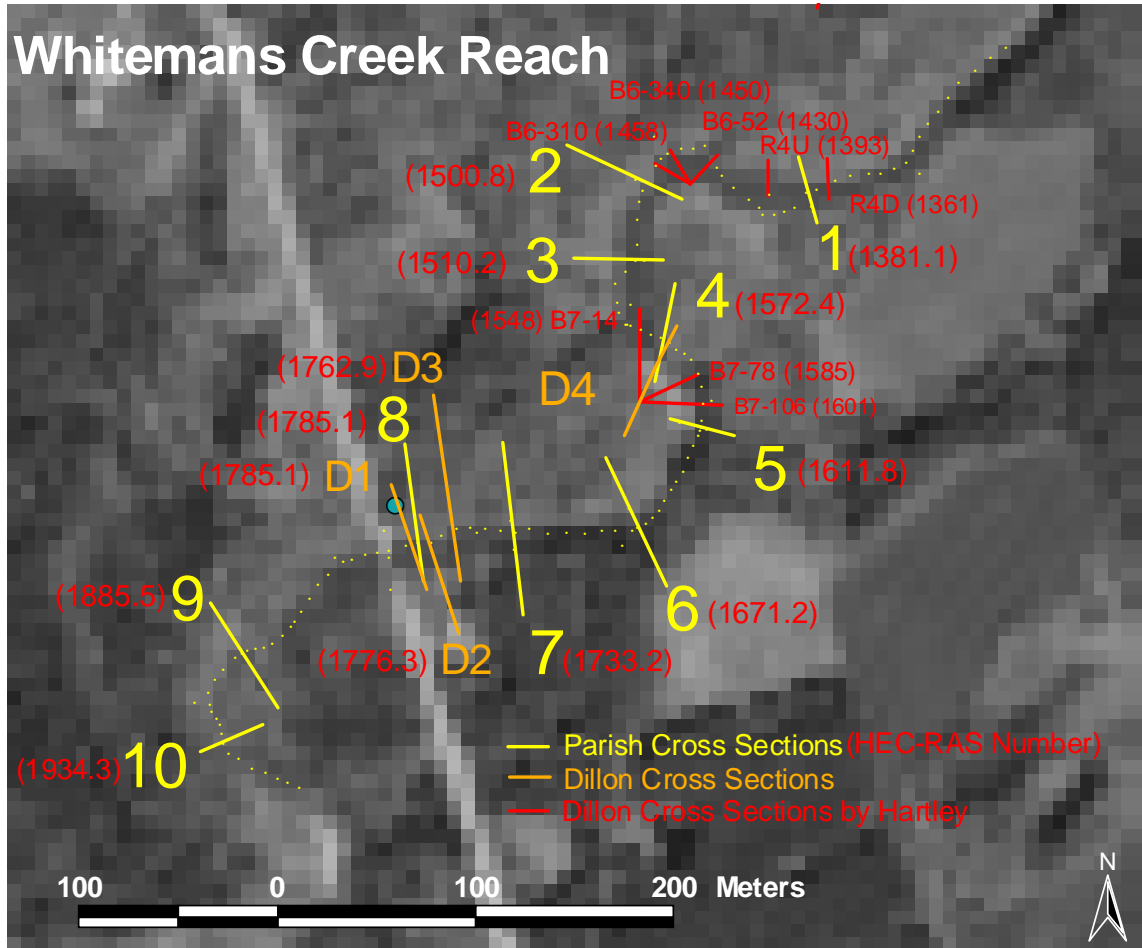 Whitemans Creek Reach
B6-340 (1450)
B6-310 (1458)
B6-52 (1430)
R4U (1393)
2
(1500.8)
R4D (1361)
1
(1381.1)
3
(1510.2)
4
(1572.4)
(1548) B7-14
(1762.9)
D3
D4
B7-78 (1585)
B7-106 (1601)
8
(1785.1)
5
(1611.8)
(1785.1)
D1
9
(1885.5)
6
(1671.2)
(1776.3)
D2
7
(1733.2)
10
(1934.3)
Parish Cross Sections (HEC-RAS Number)
Dillon Cross Sections
Dillon Cross Sections by Hartley
100 0 100 200 Meters
N